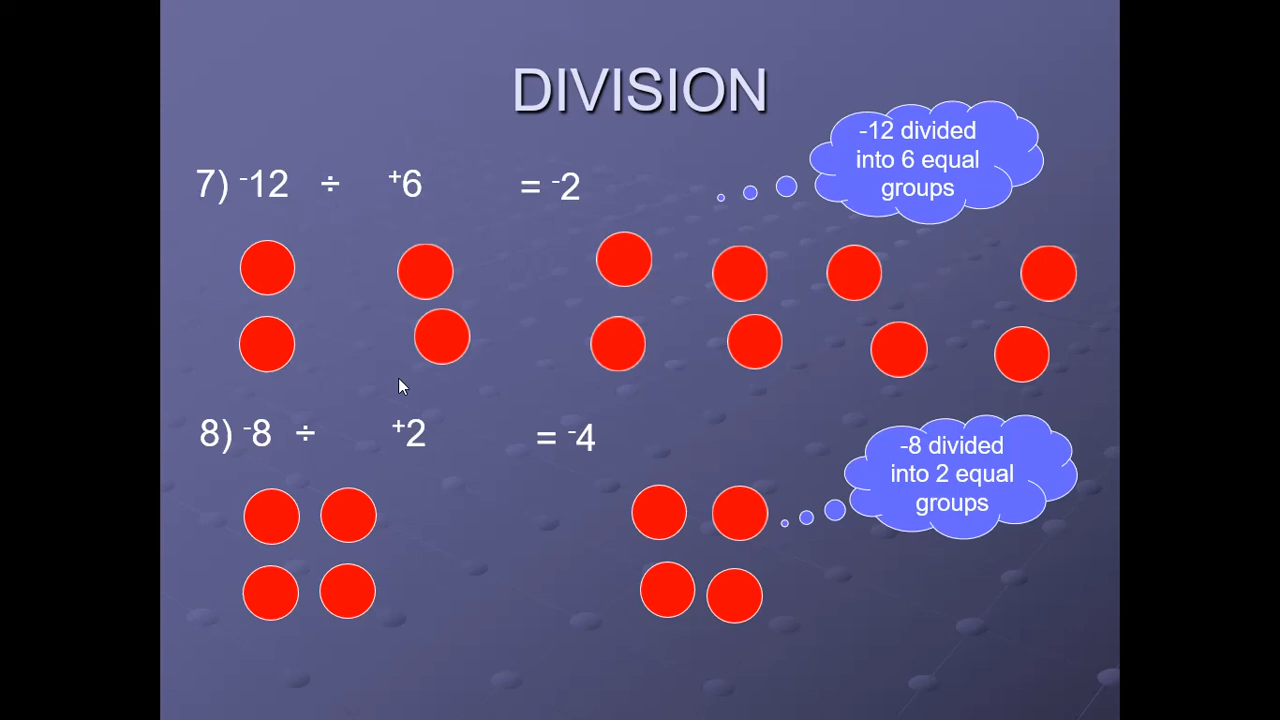 DIVISION
-12 divided
into 6 equal
groups
7) -12 ÷ +6 = -2
8) -8 ÷ +2 = -4
-8 divided
into 2 equal
groups